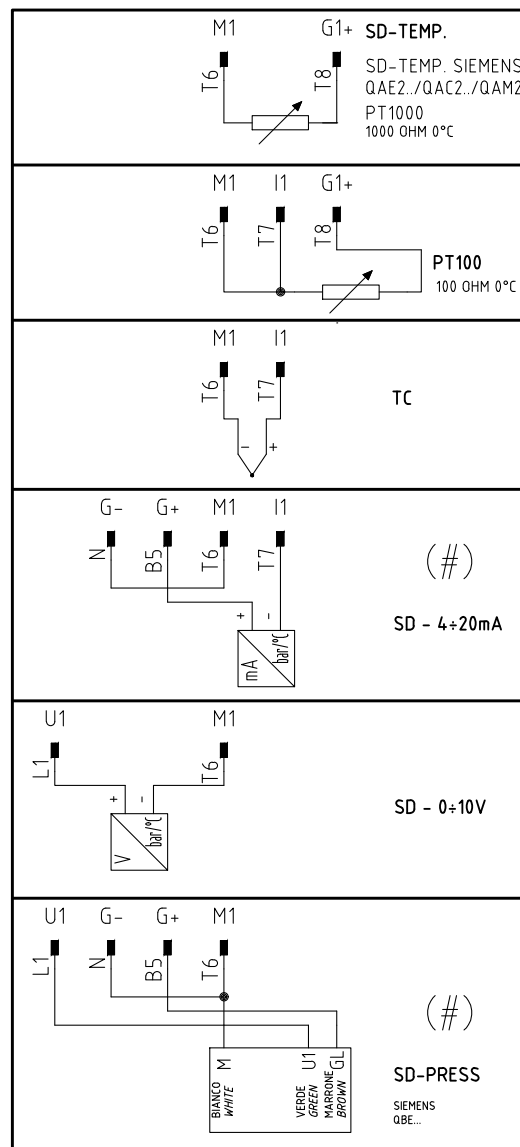 M1 G1+ SD-TEMP.
T6 T8
SD-TEMP. SIEMENS
QAE2../QAC2../QAM2
PT1000
1000 OHM 0°C
M1 I1 G1+
T6 T7 T8
PT100
100 OHM 0°C
M1 I1
T6 T7
TC
- +
G- G+ M1 I1
N B5 T6 T7
(#)
+ -
mA bar/°C
SD - 4÷20mA
U1 M1
L1 T6
+ -
V bar/°C
SD - 0÷10V
U1 G- G+ M1
L1 N B5 T6
(#)
M U1 GL
BIANCO VERDE MARRONE
WHITE GREEN BROWN
SD-PRESS
SIEMENS
QBE...